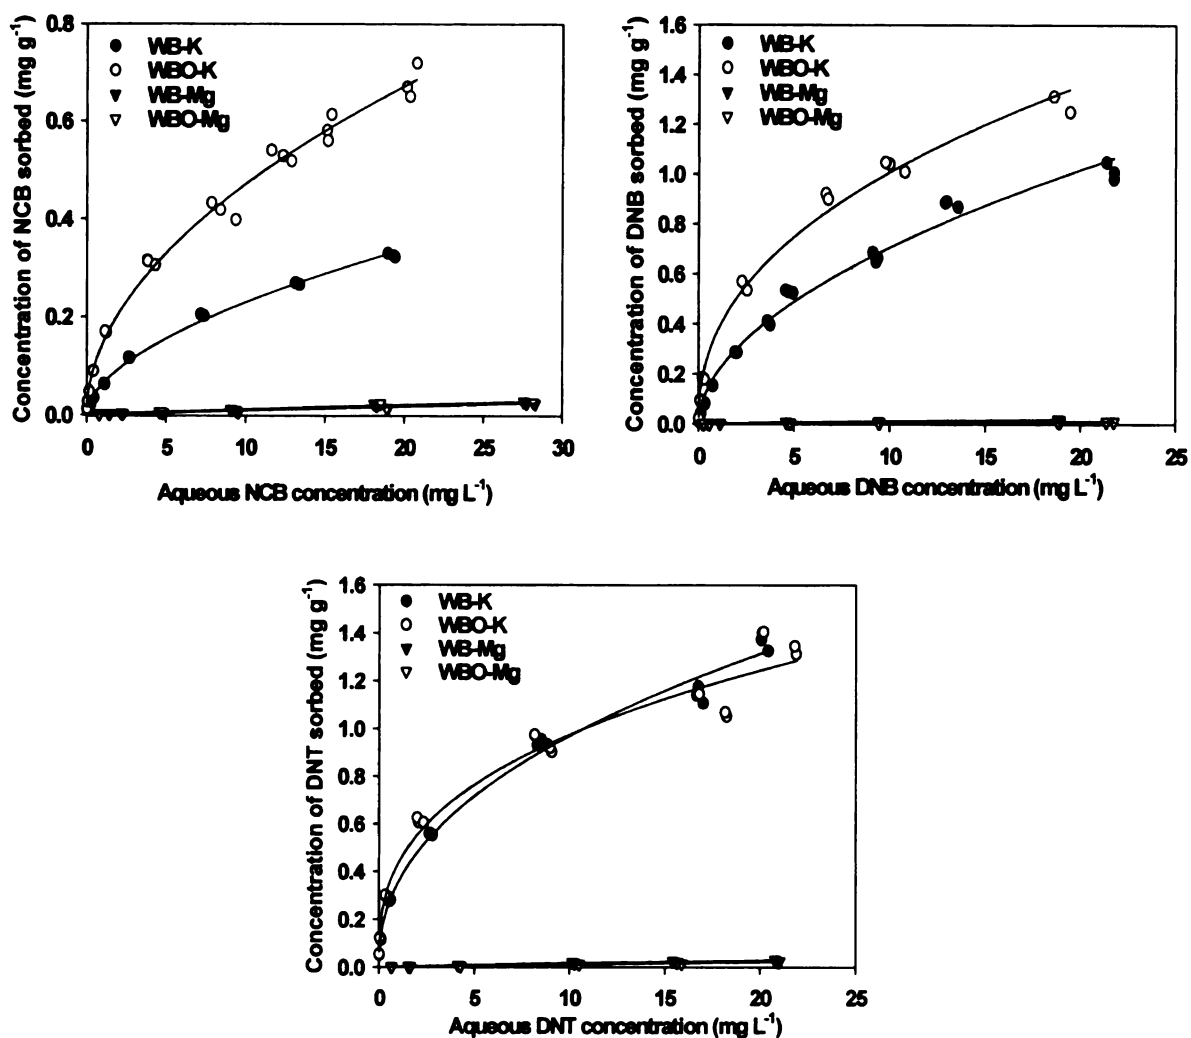 Concentration of NCB sorbed (mg g-1)
0.8
0.6
0.4
0.2
0.0
WB-K
WBO-K
WB-Mg
WBO-Mg
0 5 10 15 20 25 30
Aqueous NCB concentration (mg L-1)
Concentration of DNB sorbed (mg g-1)
1.6
1.4
1.2
1.0
0.8
0.6
0.4
0.2
0.0
WB-K
WBO-K
WB-Mg
WBO-Mg
0 5 10 15 20 25
Aqueous DNB concentration (mg L-1)
Concentration of DNT sorbed (mg g-1)
1.6
1.4
1.2
1.0
0.8
0.6
0.4
0.2
0.0
WB-K
WBO-K
WB-Mg
WBO-Mg
0 5 10 15 20 25
Aqueous DNT concentration (mg L-1)